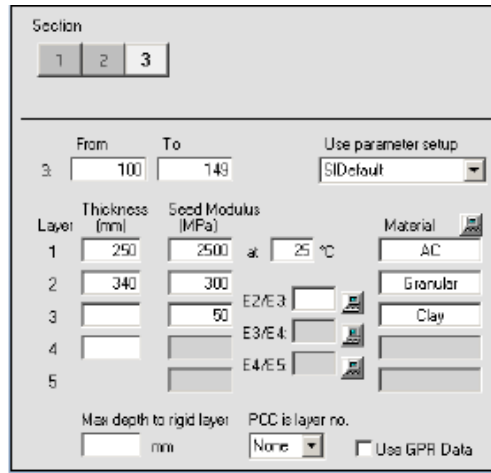 Section
1 2 3
From To Use parameter setup
3: 100 149 SIDefault
Thickness Seed Modulus
Layer (mm) (MPa) Material
1 250 2500 at 25 °C AC
2 340 300 Granular
E2/E3:
3 50 Clay
E3/E4:
4
E4/E5:
5
Max depth to rigid layer PCC is layer no.
mm None Use GPR Data